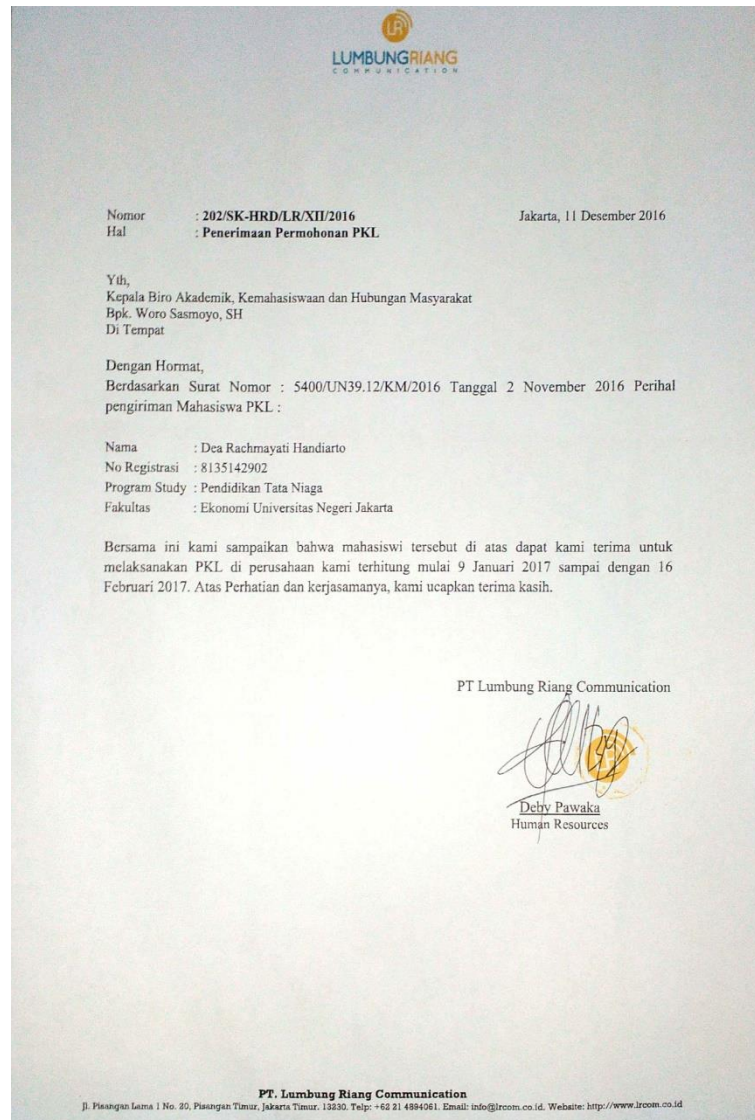 LR
LUMBUNGRIANG
COMMUNICATION
Nomor : 202/SK-HRD/LR/XII/2016 Jakarta, 11 Desember 2016
Hal : Penerimaan Permohonan PKL
Yth,
Kepala Biro Akademik, Kemahasiswaan dan Hubungan Masyarakat
Bpk. Woro Sasmoyo, SH
Di Tempat
Dengan Hormat,
Berdasarkan Surat Nomor : 5400/UN39.12/KM/2016 Tanggal 2 November 2016 Perihal
pengiriman Mahasiswa PKL :
Nama : Dea Rachmayati Handiarto
No Registrasi : 8135142902
Program Study : Pendidikan Tata Niaga
Fakultas : Ekonomi Universitas Negeri Jakarta
Bersama ini kami sampaikan bahwa mahasiswi tersebut di atas dapat kami terima untuk
melaksanakan PKL di perusahaan kami terhitung mulai 9 Januari 2017 sampai dengan 16
Februari 2017. Atas Perhatian dan kerjasamanya, kami ucapkan terima kasih.
PT Lumbung Riang Communication
Deby Pawaka
Human Resources
PT. Lumbung Riang Communication
Jl. Pisangan Lama 1 No. 20, Pisangan Timur, Jakarta Timur. 13230. Telp: +62 21 4894061. Email: info@lrcom.co.id. Website: http://www.lrcom.co.id